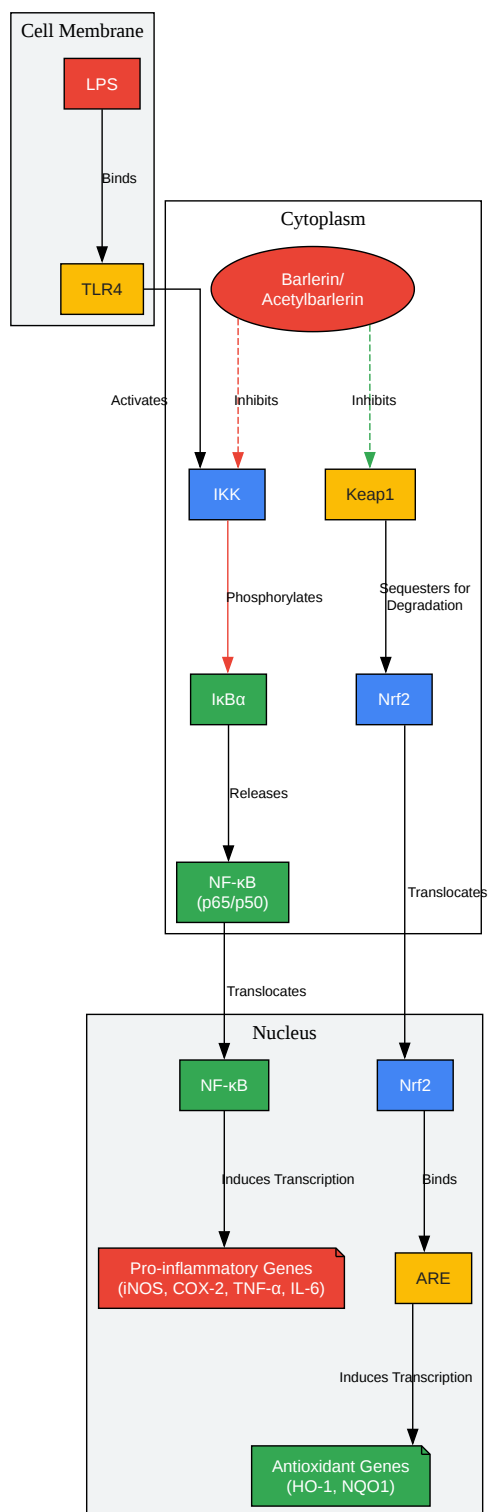 Cell Membrane
LPS
Binds
TLR4
Cytoplasm
Barlerin/
Acetylbarlerin
Activates
Inhibits
Inhibits
IKK
Keap1
Phosphorylates
Sequesters for
Degradation
IκBα
Nrf2
Releases
NF-κB
(p65/p50)
Translocates
Translocates
Nucleus
NF-κB
Nrf2
Induces Transcription
Binds
Pro-inflammatory Genes
(iNOS, COX-2, TNF-α, IL-6)
ARE
Induces Transcription
Antioxidant Genes
(HO-1, NQO1)